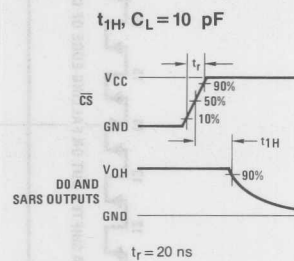 t1H, CL = 10 pF
tr
VCC
90%
CS
50%
10%
GND
t1H
VOH
90%
DO AND
SARS OUTPUTS
GND
tr = 20 ns